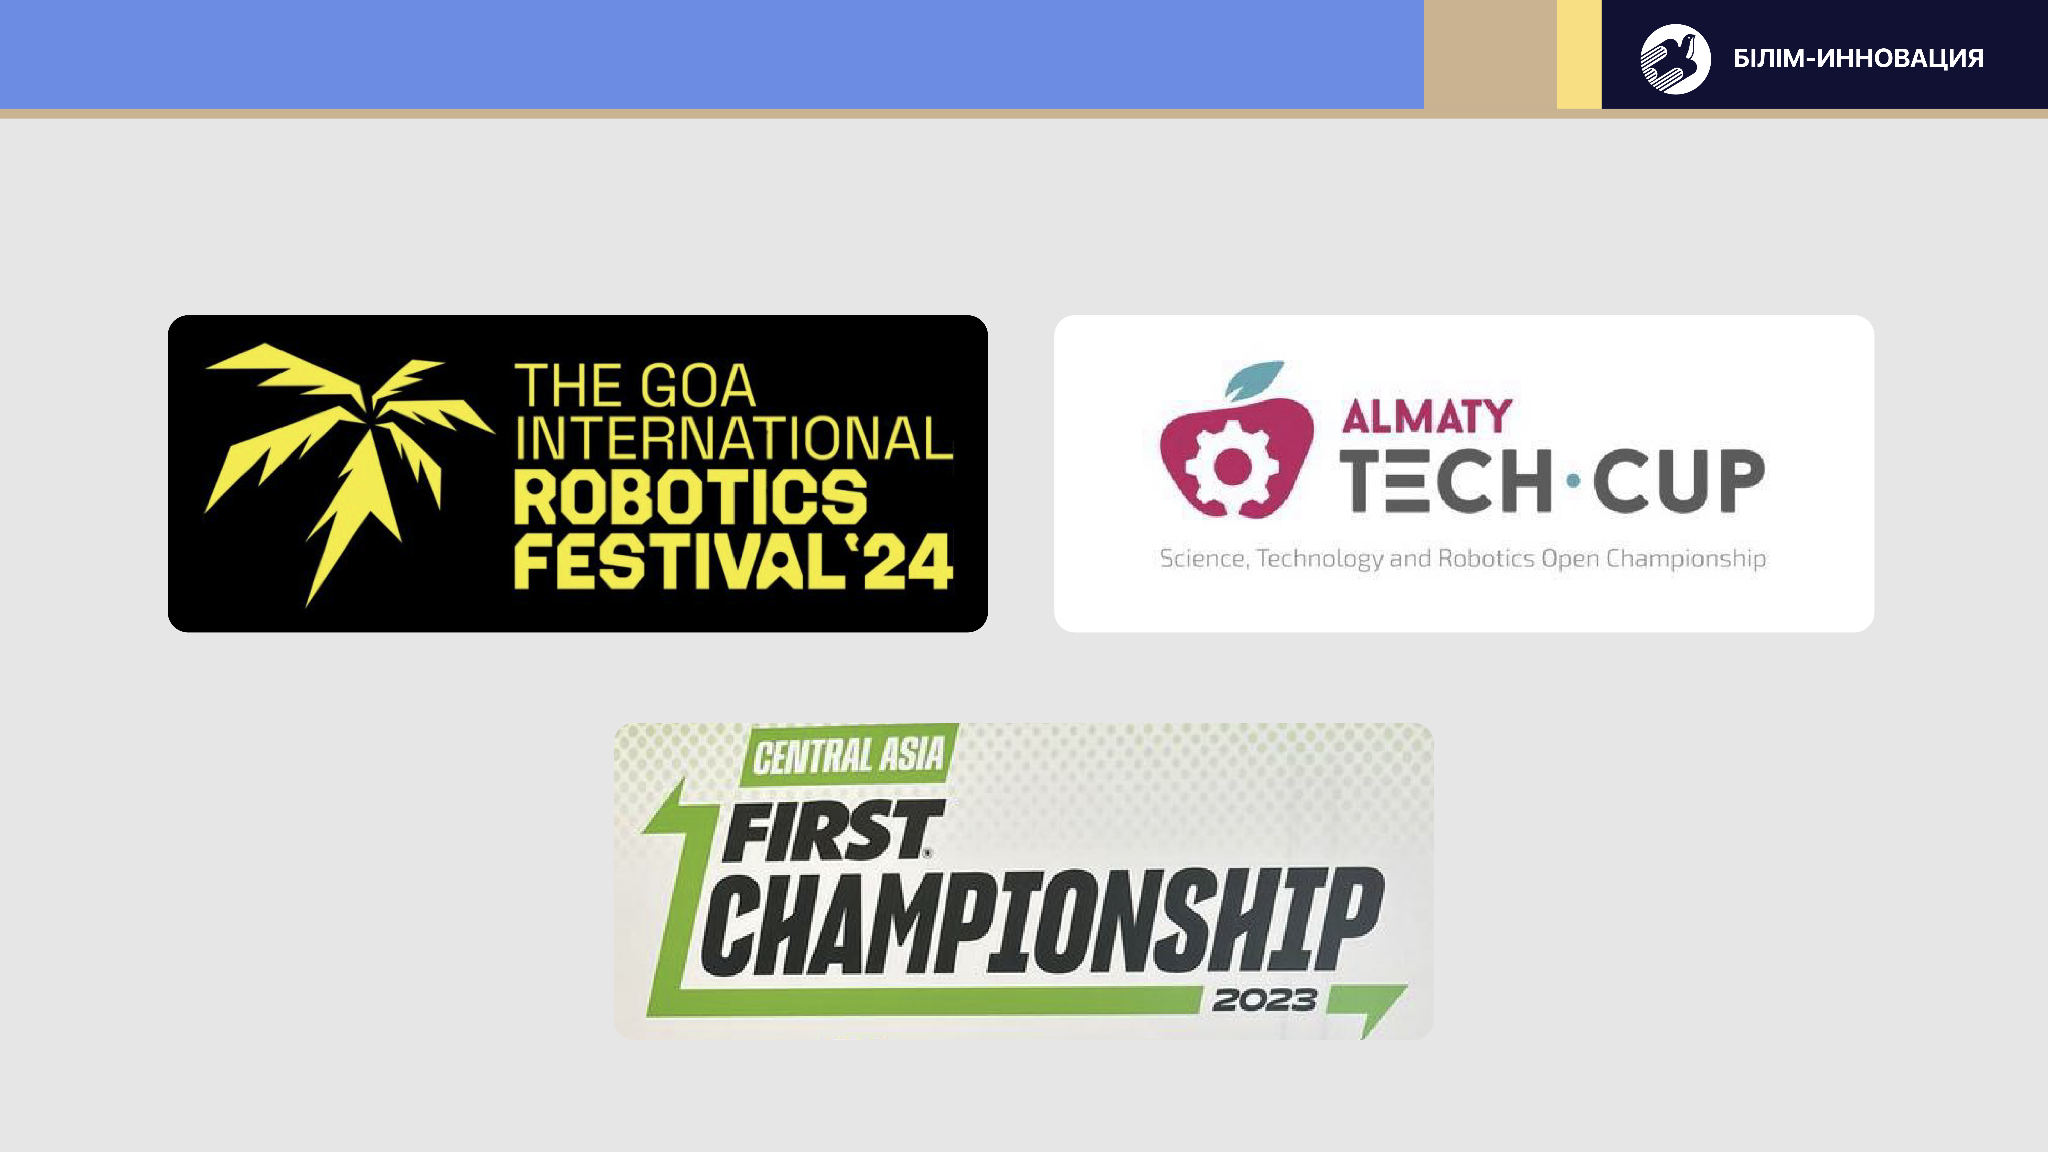 БІЛІМ-ИННОВАЦИЯ
THE GOA
INTERNATIONAL
ROBOTICS
FESTIVAL‘24
ALMATY
TECH·CUP
Science, Technology and Robotics Open Championship
CENTRAL ASIA
FIRST®
CHAMPIONSHIP
2023